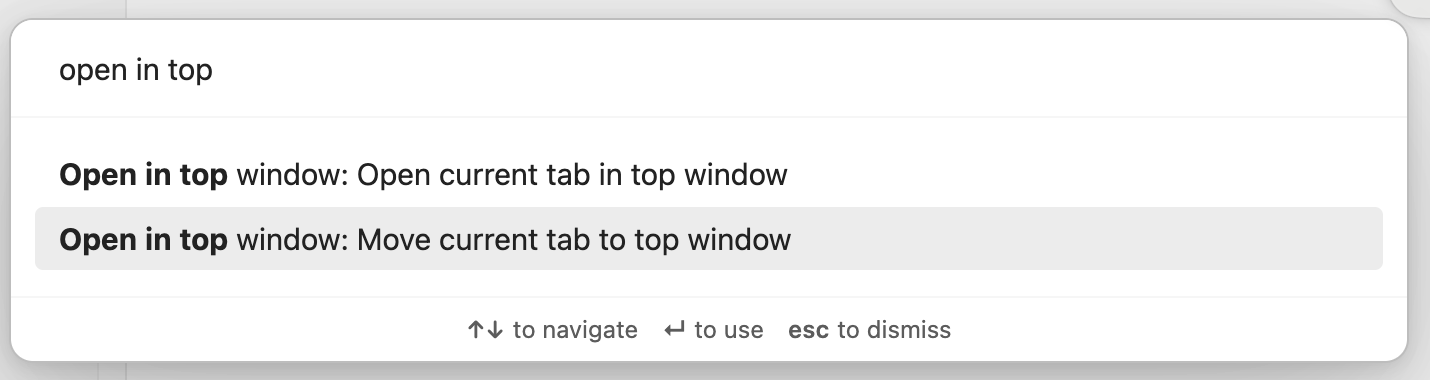 open in top
Open in top window: Open current tab in top window
Open in top window: Move current tab to top window
↑↓ to navigate ↵ to use esc to dismiss